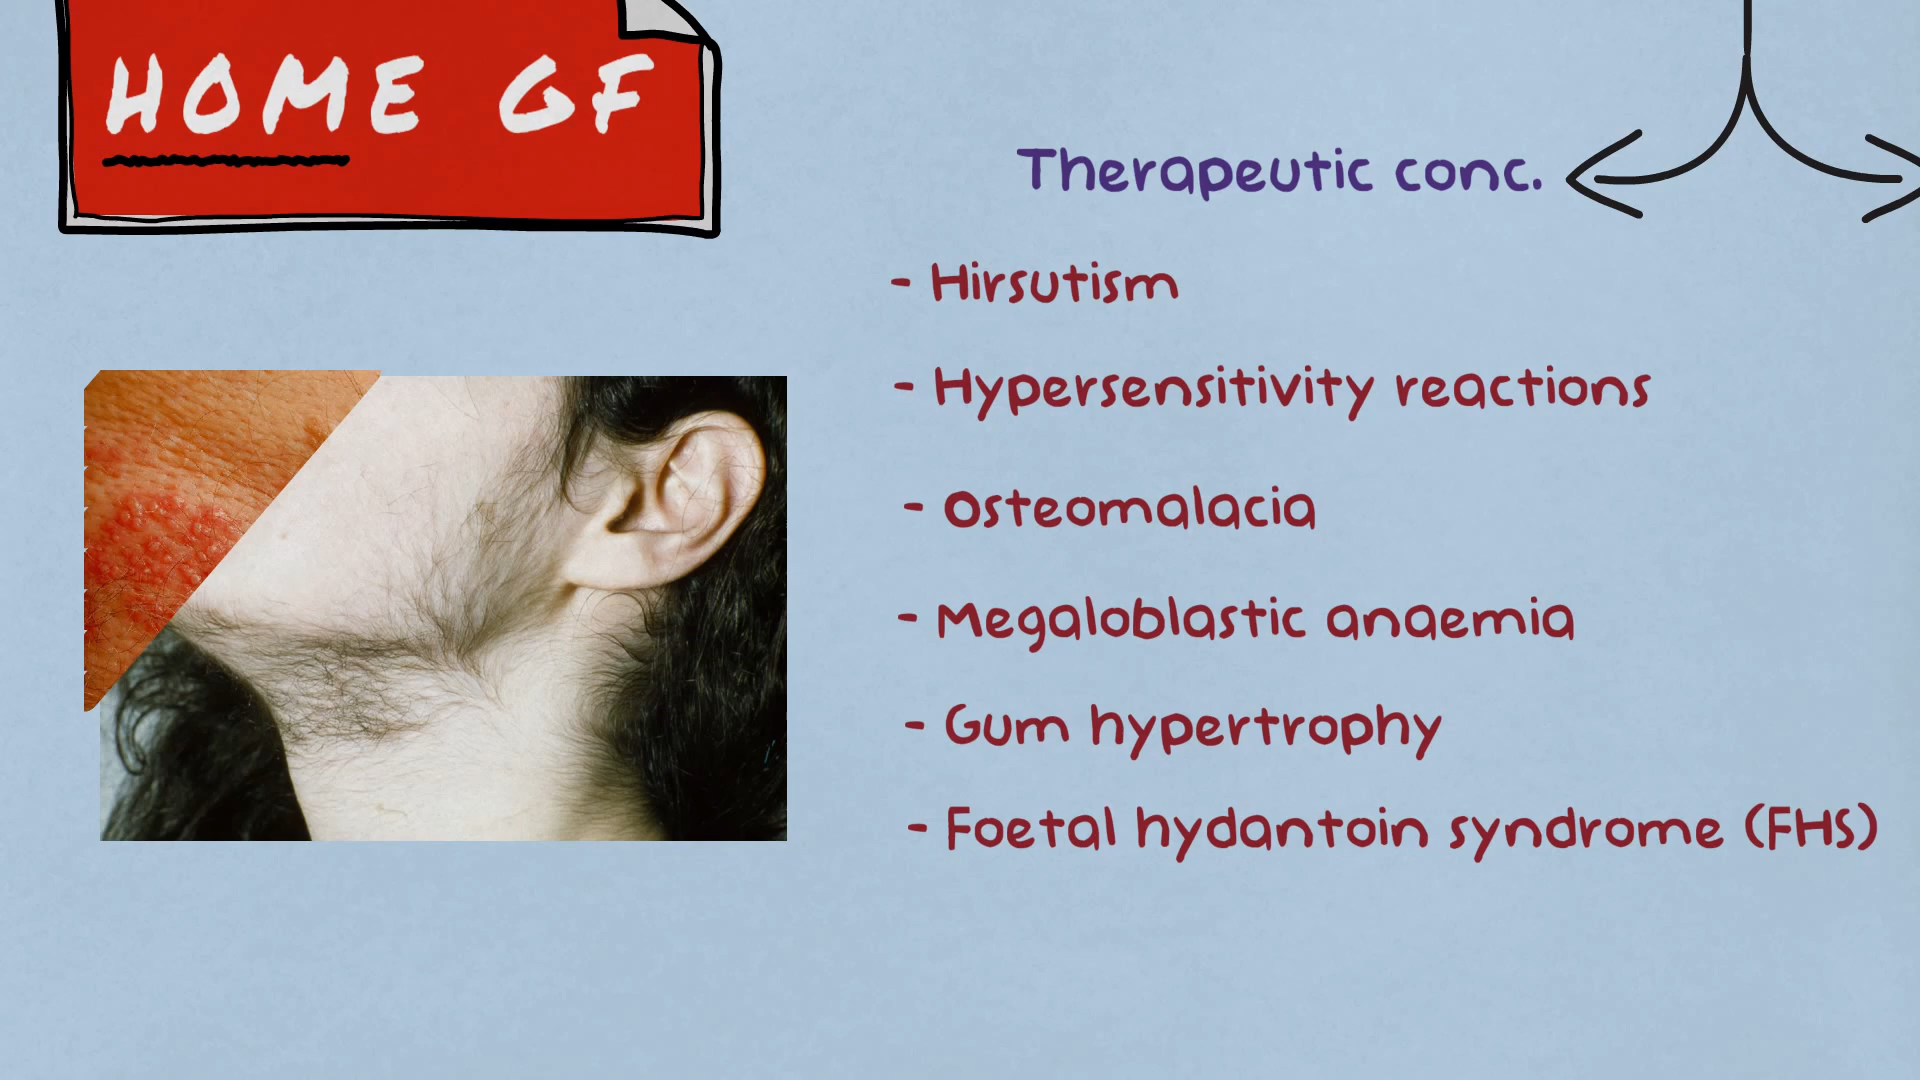 HOME GF
Therapeutic conc.
- Hirsutism
- Hypersensitivity reactions
- Osteomalacia
- Megaloblastic anaemia
- Gum hypertrophy
- Foetal hydantoin syndrome (FHS)